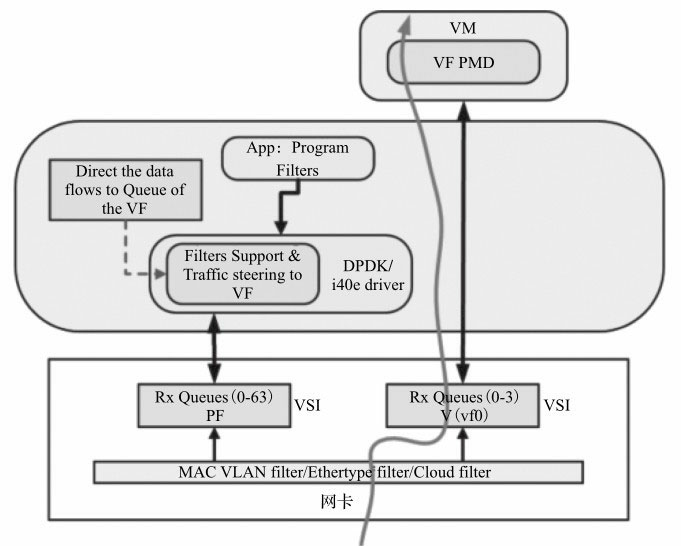 VM
VF PMD
App：Program
Filters
Direct the data
flows to Queue of
the VF
Filters Support &
Traffic steering to
VF
DPDK/
i40e driver
Rx Queues（0-63）
PF
VSI
Rx Queues（0-3）
V（vf0）
VSI
MAC VLAN filter/Ethertype filter/Cloud filter
网卡